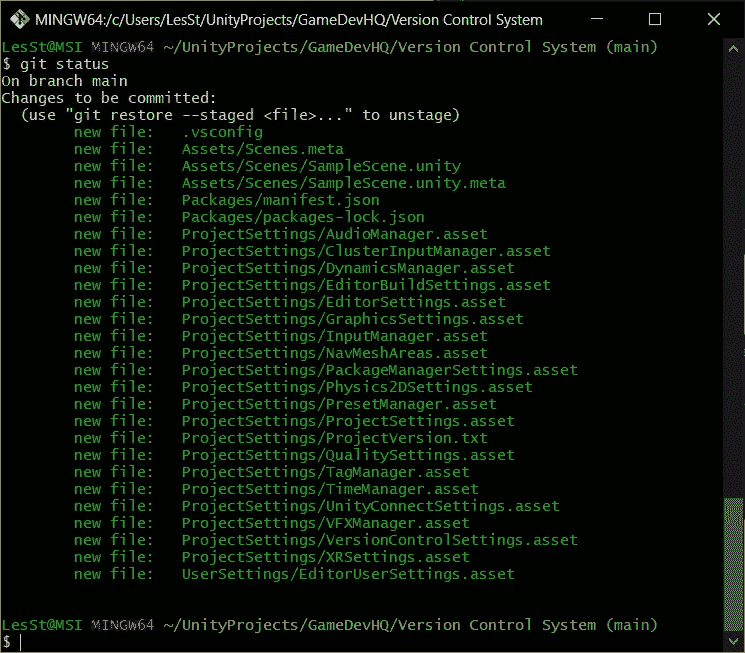 MINGW64:/c/Users/LesSt/UnityProjects/GameDevHQ/Version Control System
LesSt@MSI MINGW64 ~/UnityProjects/GameDevHQ/Version Control System (main)
$ git status
On branch main
Changes to be committed:
  (use "git restore --staged <file>..." to unstage)
        new file:   .vsconfig
        new file:   Assets/Scenes.meta
        new file:   Assets/Scenes/SampleScene.unity
        new file:   Assets/Scenes/SampleScene.unity.meta
        new file:   Packages/manifest.json
        new file:   Packages/packages-lock.json
        new file:   ProjectSettings/AudioManager.asset
        new file:   ProjectSettings/ClusterInputManager.asset
        new file:   ProjectSettings/DynamicsManager.asset
        new file:   ProjectSettings/EditorBuildSettings.asset
        new file:   ProjectSettings/EditorSettings.asset
        new file:   ProjectSettings/GraphicsSettings.asset
        new file:   ProjectSettings/InputManager.asset
        new file:   ProjectSettings/NavMeshAreas.asset
        new file:   ProjectSettings/PackageManagerSettings.asset
        new file:   ProjectSettings/Physics2DSettings.asset
        new file:   ProjectSettings/PresetManager.asset
        new file:   ProjectSettings/ProjectSettings.asset
        new file:   ProjectSettings/ProjectVersion.txt
        new file:   ProjectSettings/QualitySettings.asset
        new file:   ProjectSettings/TagManager.asset
        new file:   ProjectSettings/TimeManager.asset
        new file:   ProjectSettings/UnityConnectSettings.asset
        new file:   ProjectSettings/VFXManager.asset
        new file:   ProjectSettings/VersionControlSettings.asset
        new file:   ProjectSettings/XRSettings.asset
        new file:   UserSettings/EditorUserSettings.asset
LesSt@MSI MINGW64 ~/UnityProjects/GameDevHQ/Version Control System (main)
$